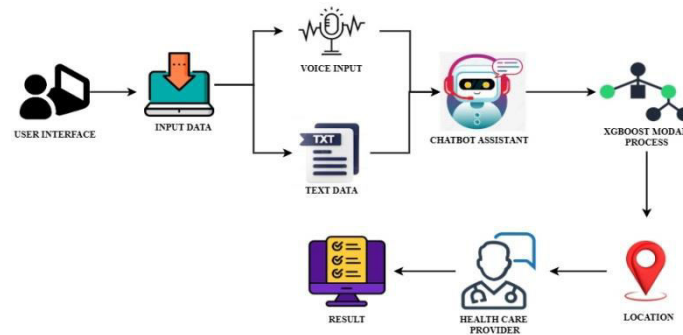 VOICE INPUT
USER INTERFACE
INPUT DATA
TXT
TEXT DATA
CHATBOT ASSISTANT
XGBOOST MODAL
PROCESS
RESULT
HEALTH CARE
PROVIDER
LOCATION